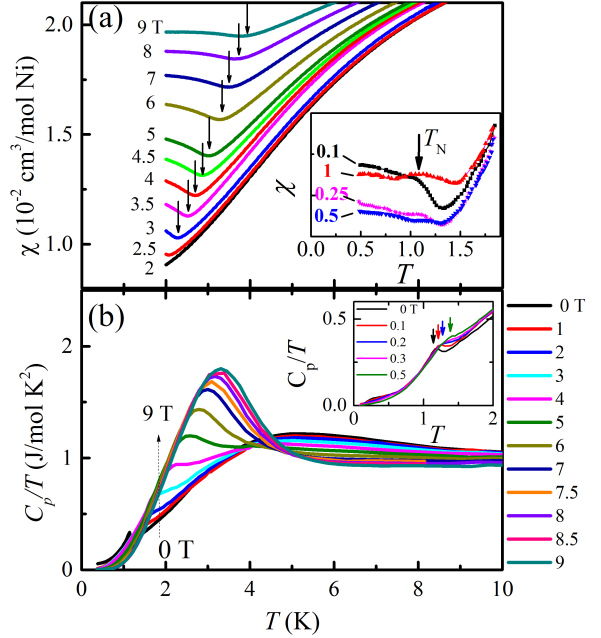 (a)
2.0
1.5
1.0
χ (10⁻² cm³/mol Ni)
9 T
8
7
6
5
4.5
4
3.5
3
2.5
2
T_N
0.1
1
0.25
0.5
χ
0.0 0.5 1.0 1.5
T
(b)
2
1
0
C_p/T (J/mol K²)
9 T
0 T
0.5
0.0
C_p/T
0 T
0.1
0.2
0.3
0.5
0 1 2
T
0 2 4 6 8 10
T (K)
0 T
1
2
3
4
5
6
7
7.5
8
8.5
9